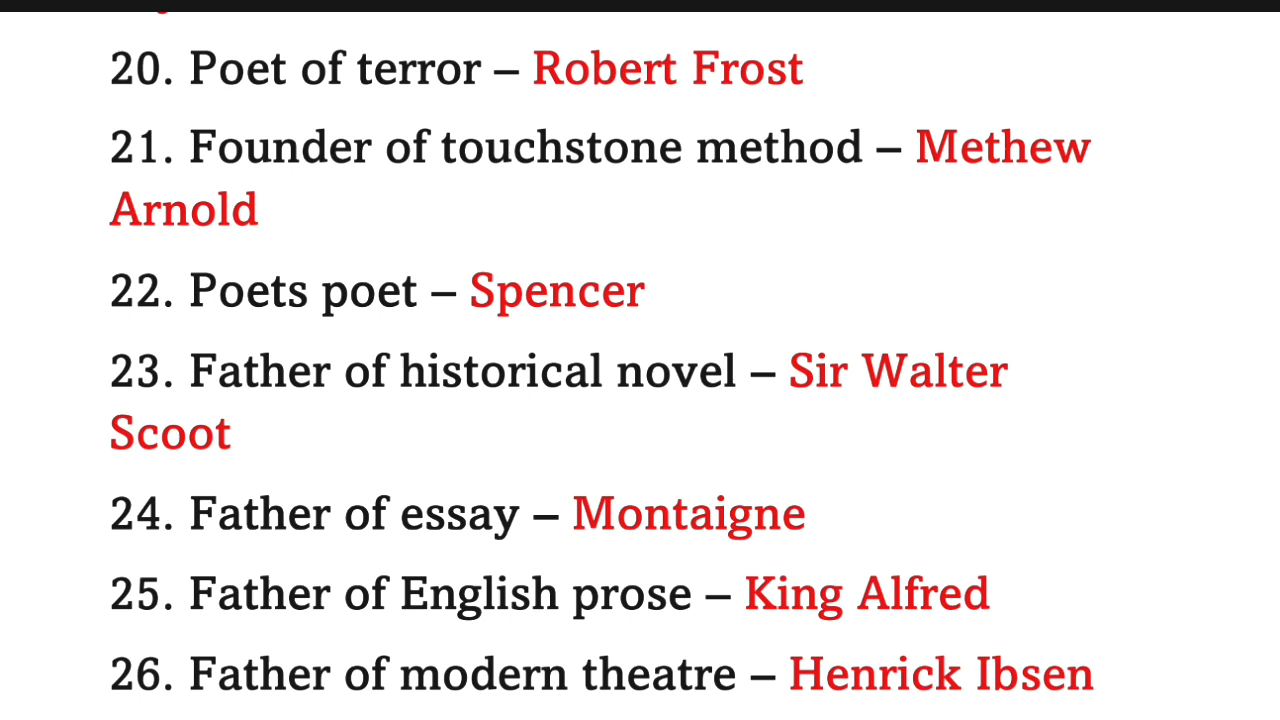 20. Poet of terror – Robert Frost
21. Founder of touchstone method – Methew
Arnold
22. Poets poet – Spencer
23. Father of historical novel – Sir Walter
Scoot
24. Father of essay – Montaigne
25. Father of English prose – King Alfred
26. Father of modern theatre – Henrick Ibsen